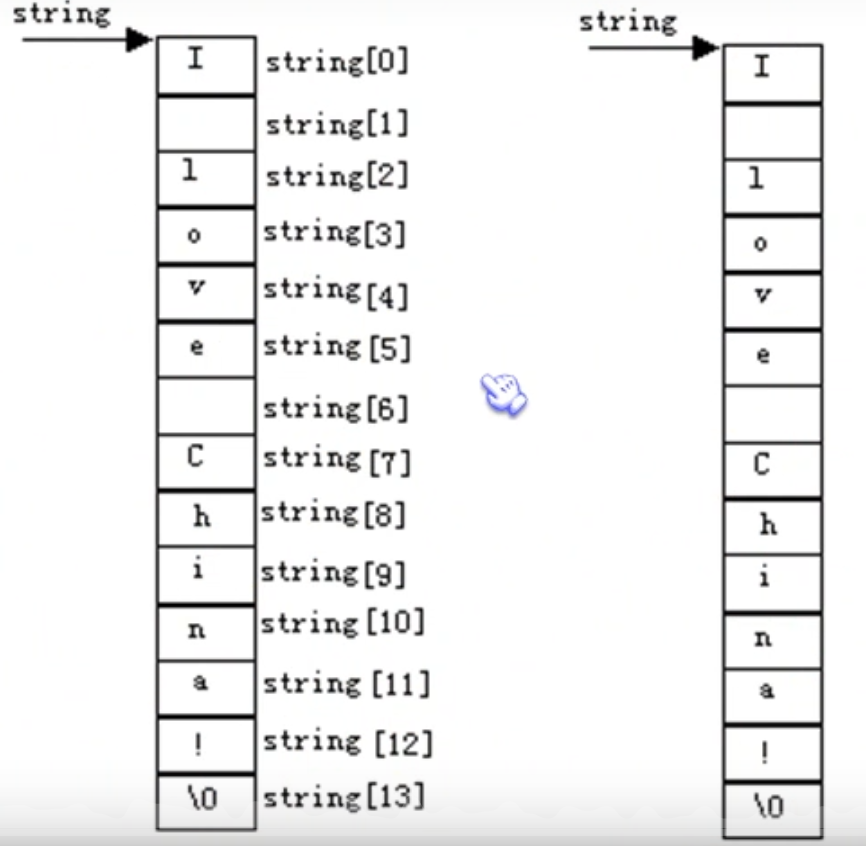 string
I string[0]
string[1]
l string[2]
o string[3]
v string[4]
e string[5]
string[6]
C string[7]
h string[8]
i string[9]
n string[10]
a string[11]
! string[12]
\0 string[13]
string
I
l
o
v
e
C
h
i
n
a
!
\0